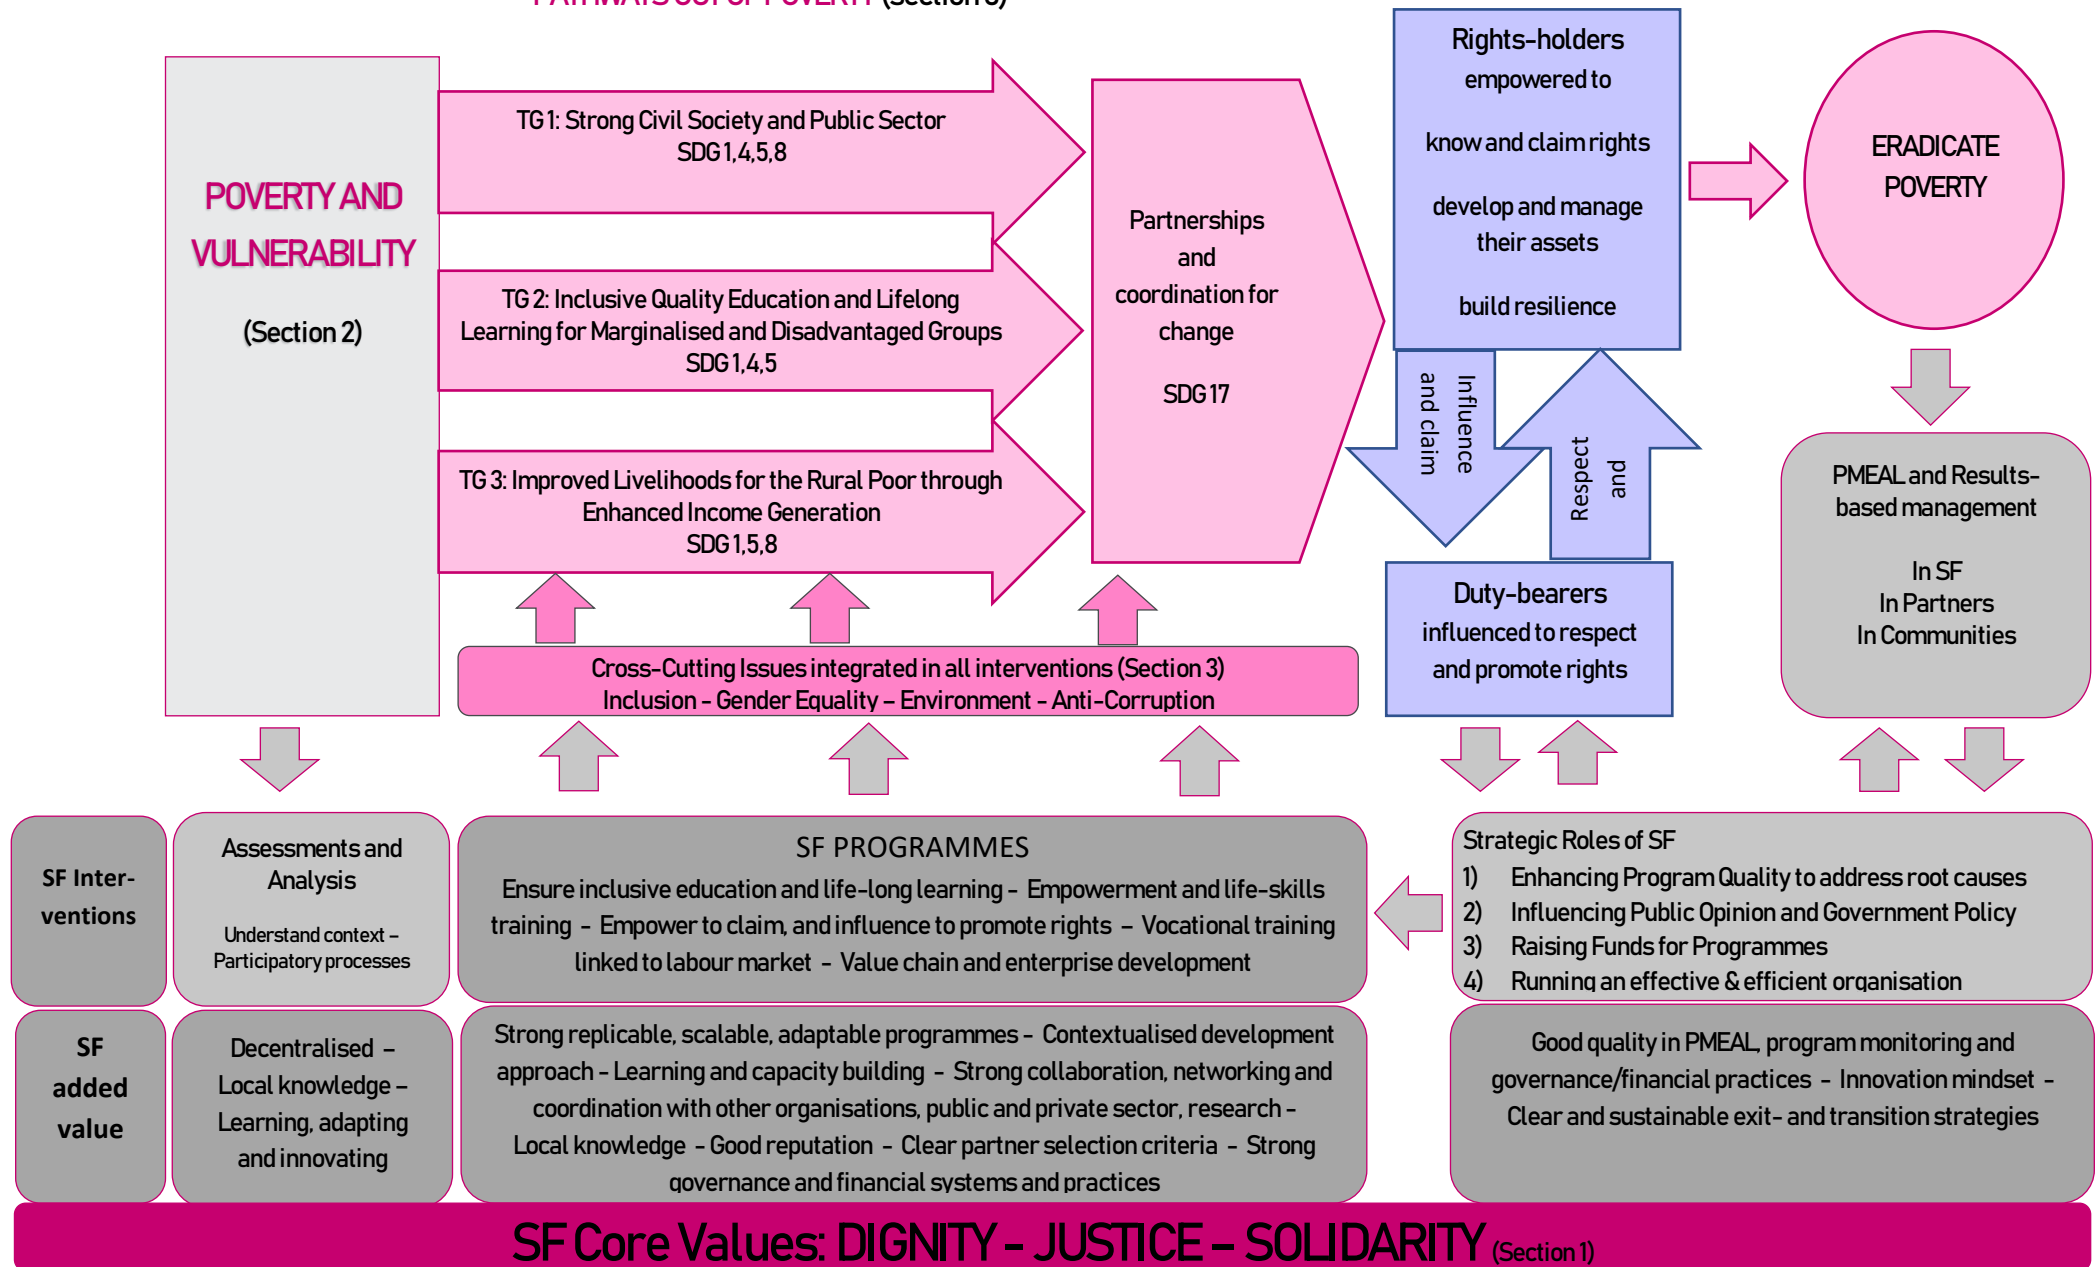 PATHWAYS OUT OF POVERTY (Section 3)
POVERTY AND
VULNERABILITY
(Section 2)
TG 1: Strong Civil Society and Public Sector
SDG 1,4,5,8
TG 2: Inclusive Quality Education and Lifelong
Learning for Marginalised and Disadvantaged Groups
SDG 1,4,5
TG 3: Improved Livelihoods for the Rural Poor through
Enhanced Income Generation
SDG 1,5,8
Partnerships
and
coordination for
change
SDG 17
Rights-holders
empowered to
know and claim rights
develop and manage
their assets
build resilience
Influence
and claim
Respect
and
Duty-bearers
influenced to respect
and promote rights
ERADICATE
POVERTY
PMEAL and Results-
based management
In SF
In Partners
In Communities
Cross-Cutting Issues integrated in all interventions (Section 3)
Inclusion - Gender Equality – Environment - Anti-Corruption
SF Inter-
ventions
Assessments and
Analysis
Understand context –
Participatory processes
SF PROGRAMMES
Ensure inclusive education and life-long learning - Empowerment and life-skills
training - Empower to claim, and influence to promote rights – Vocational training
linked to labour market - Value chain and enterprise development
Strategic Roles of SF
1) Enhancing Program Quality to address root causes
2) Influencing Public Opinion and Government Policy
3) Raising Funds for Programmes
4) Running an effective & efficient organisation
SF
added
value
Decentralised –
Local knowledge –
Learning, adapting
and innovating
Strong replicable, scalable, adaptable programmes - Contextualised development
approach - Learning and capacity building - Strong collaboration, networking and
coordination with other organisations, public and private sector, research -
Local knowledge - Good reputation - Clear partner selection criteria - Strong
governance and financial systems and practices
Good quality in PMEAL, program monitoring and
governance/financial practices - Innovation mindset -
Clear and sustainable exit- and transition strategies
SF Core Values: DIGNITY - JUSTICE – SOLIDARITY (Section 1)